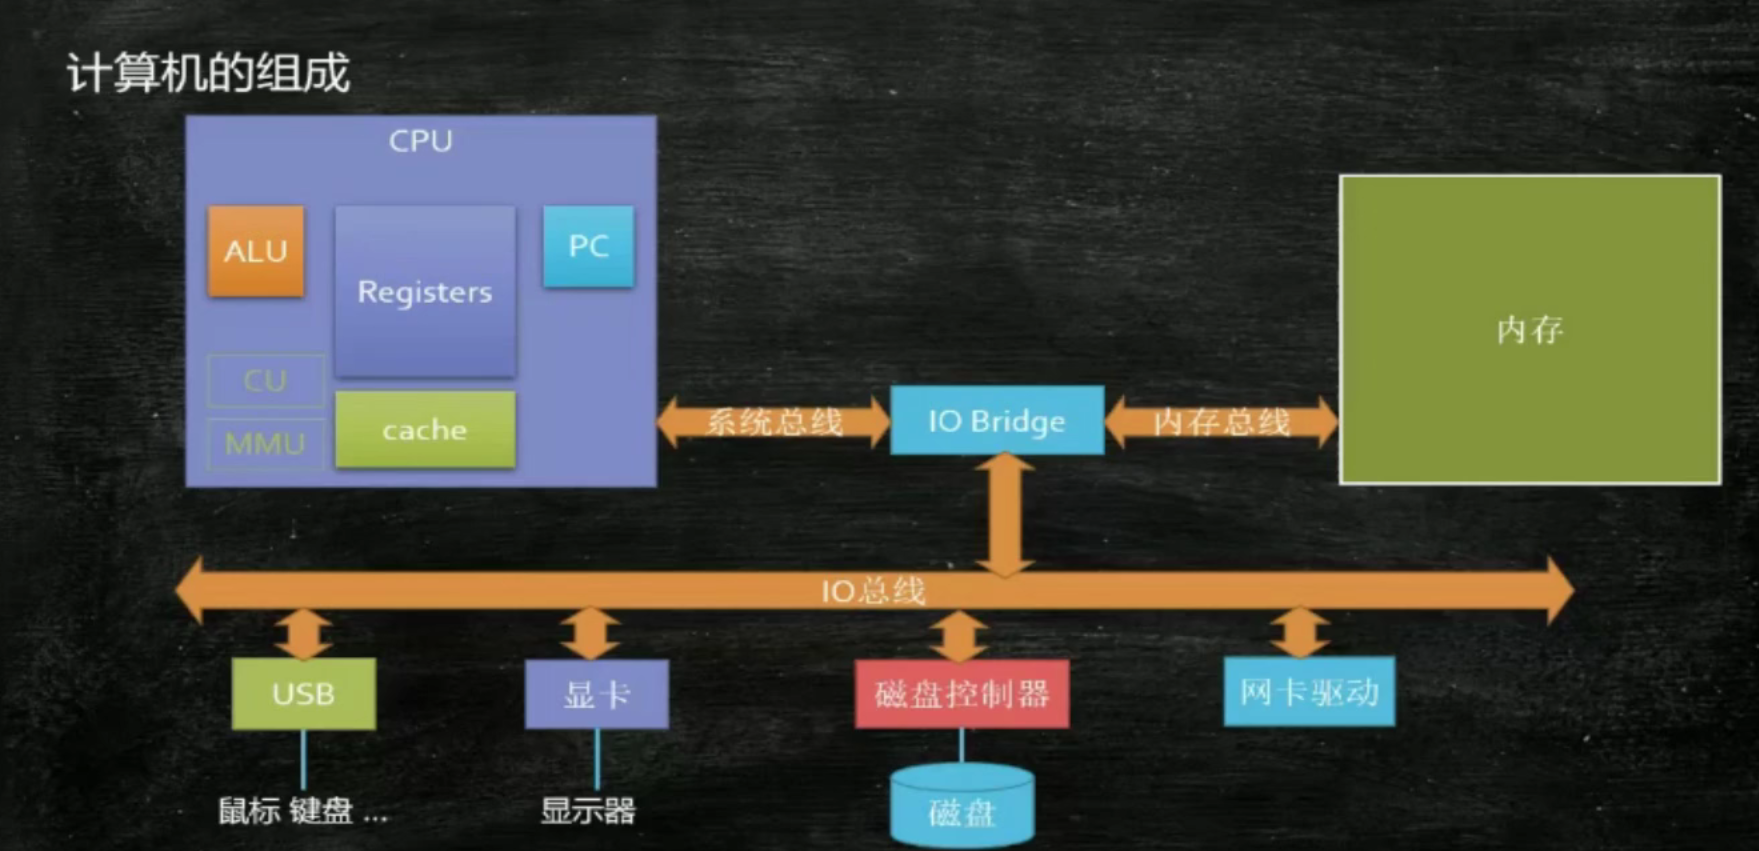 计算机的组成
CPU
ALU
Registers
PC
CU
MMU
cache
系统总线
IO Bridge
内存总线
内存
IO总线
USB
显卡
磁盘控制器
网卡驱动
鼠标 键盘 ...
显示器
磁盘